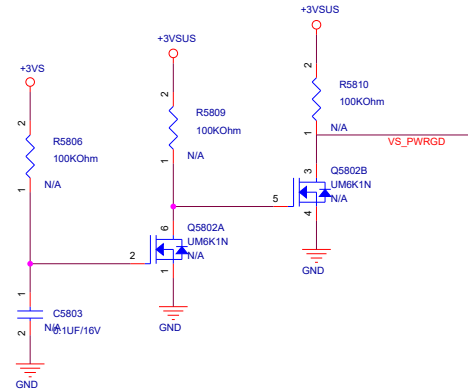 +3VSUS
+3VSUS
+3VS
2
R5810
100KOhm
N/A
1
VS_PWRGD
2
R5809
100KOhm
N/A
1
2
R5806
100KOhm
N/A
1
3
Q5802B
UM6K1N
N/A
5
4
GND
6
Q5802A
UM6K1N
N/A
2
1
GND
1
C5803
N/A
0.1UF/16V
2
GND